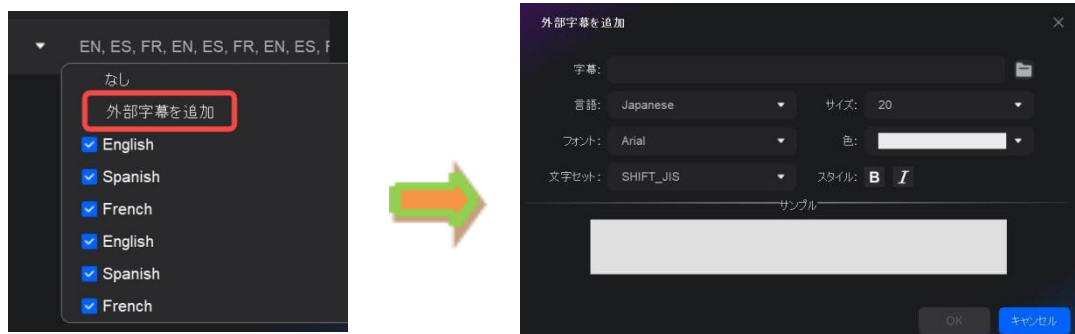 EN, ES, FR, EN, ES, FR, EN, ES, F
なし
外部字幕を追加
English
Spanish
French
English
Spanish
French
外部字幕を追加
字幕:
言語: Japanese サイズ: 20
フォント: Arial 色:
文字セット: SHIFT_JIS スタイル: B I
サンプル
OK キャンセル